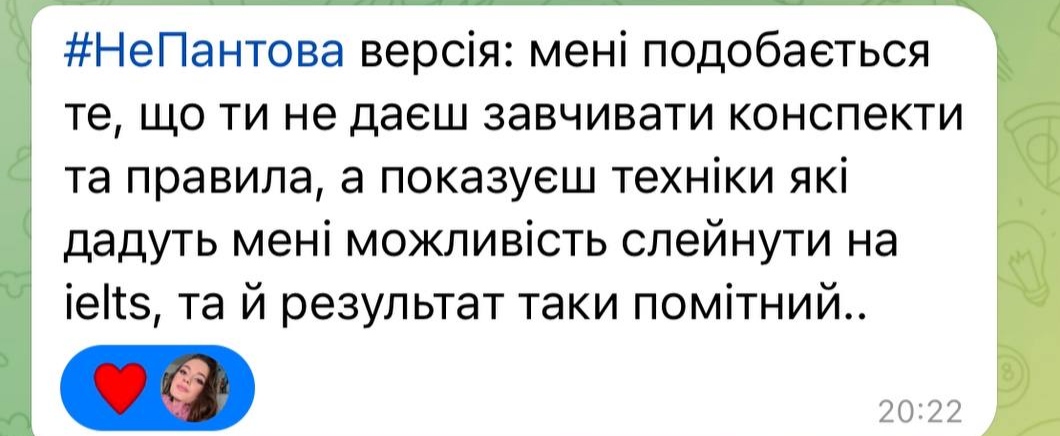 #НеПантова версія: мені подобається
те, що ти не даєш завчивати конспекти
та правила, а показуєш техніки які
дадуть мені можливість слейнути на
ielts, та й результат таки помітний..
20:22